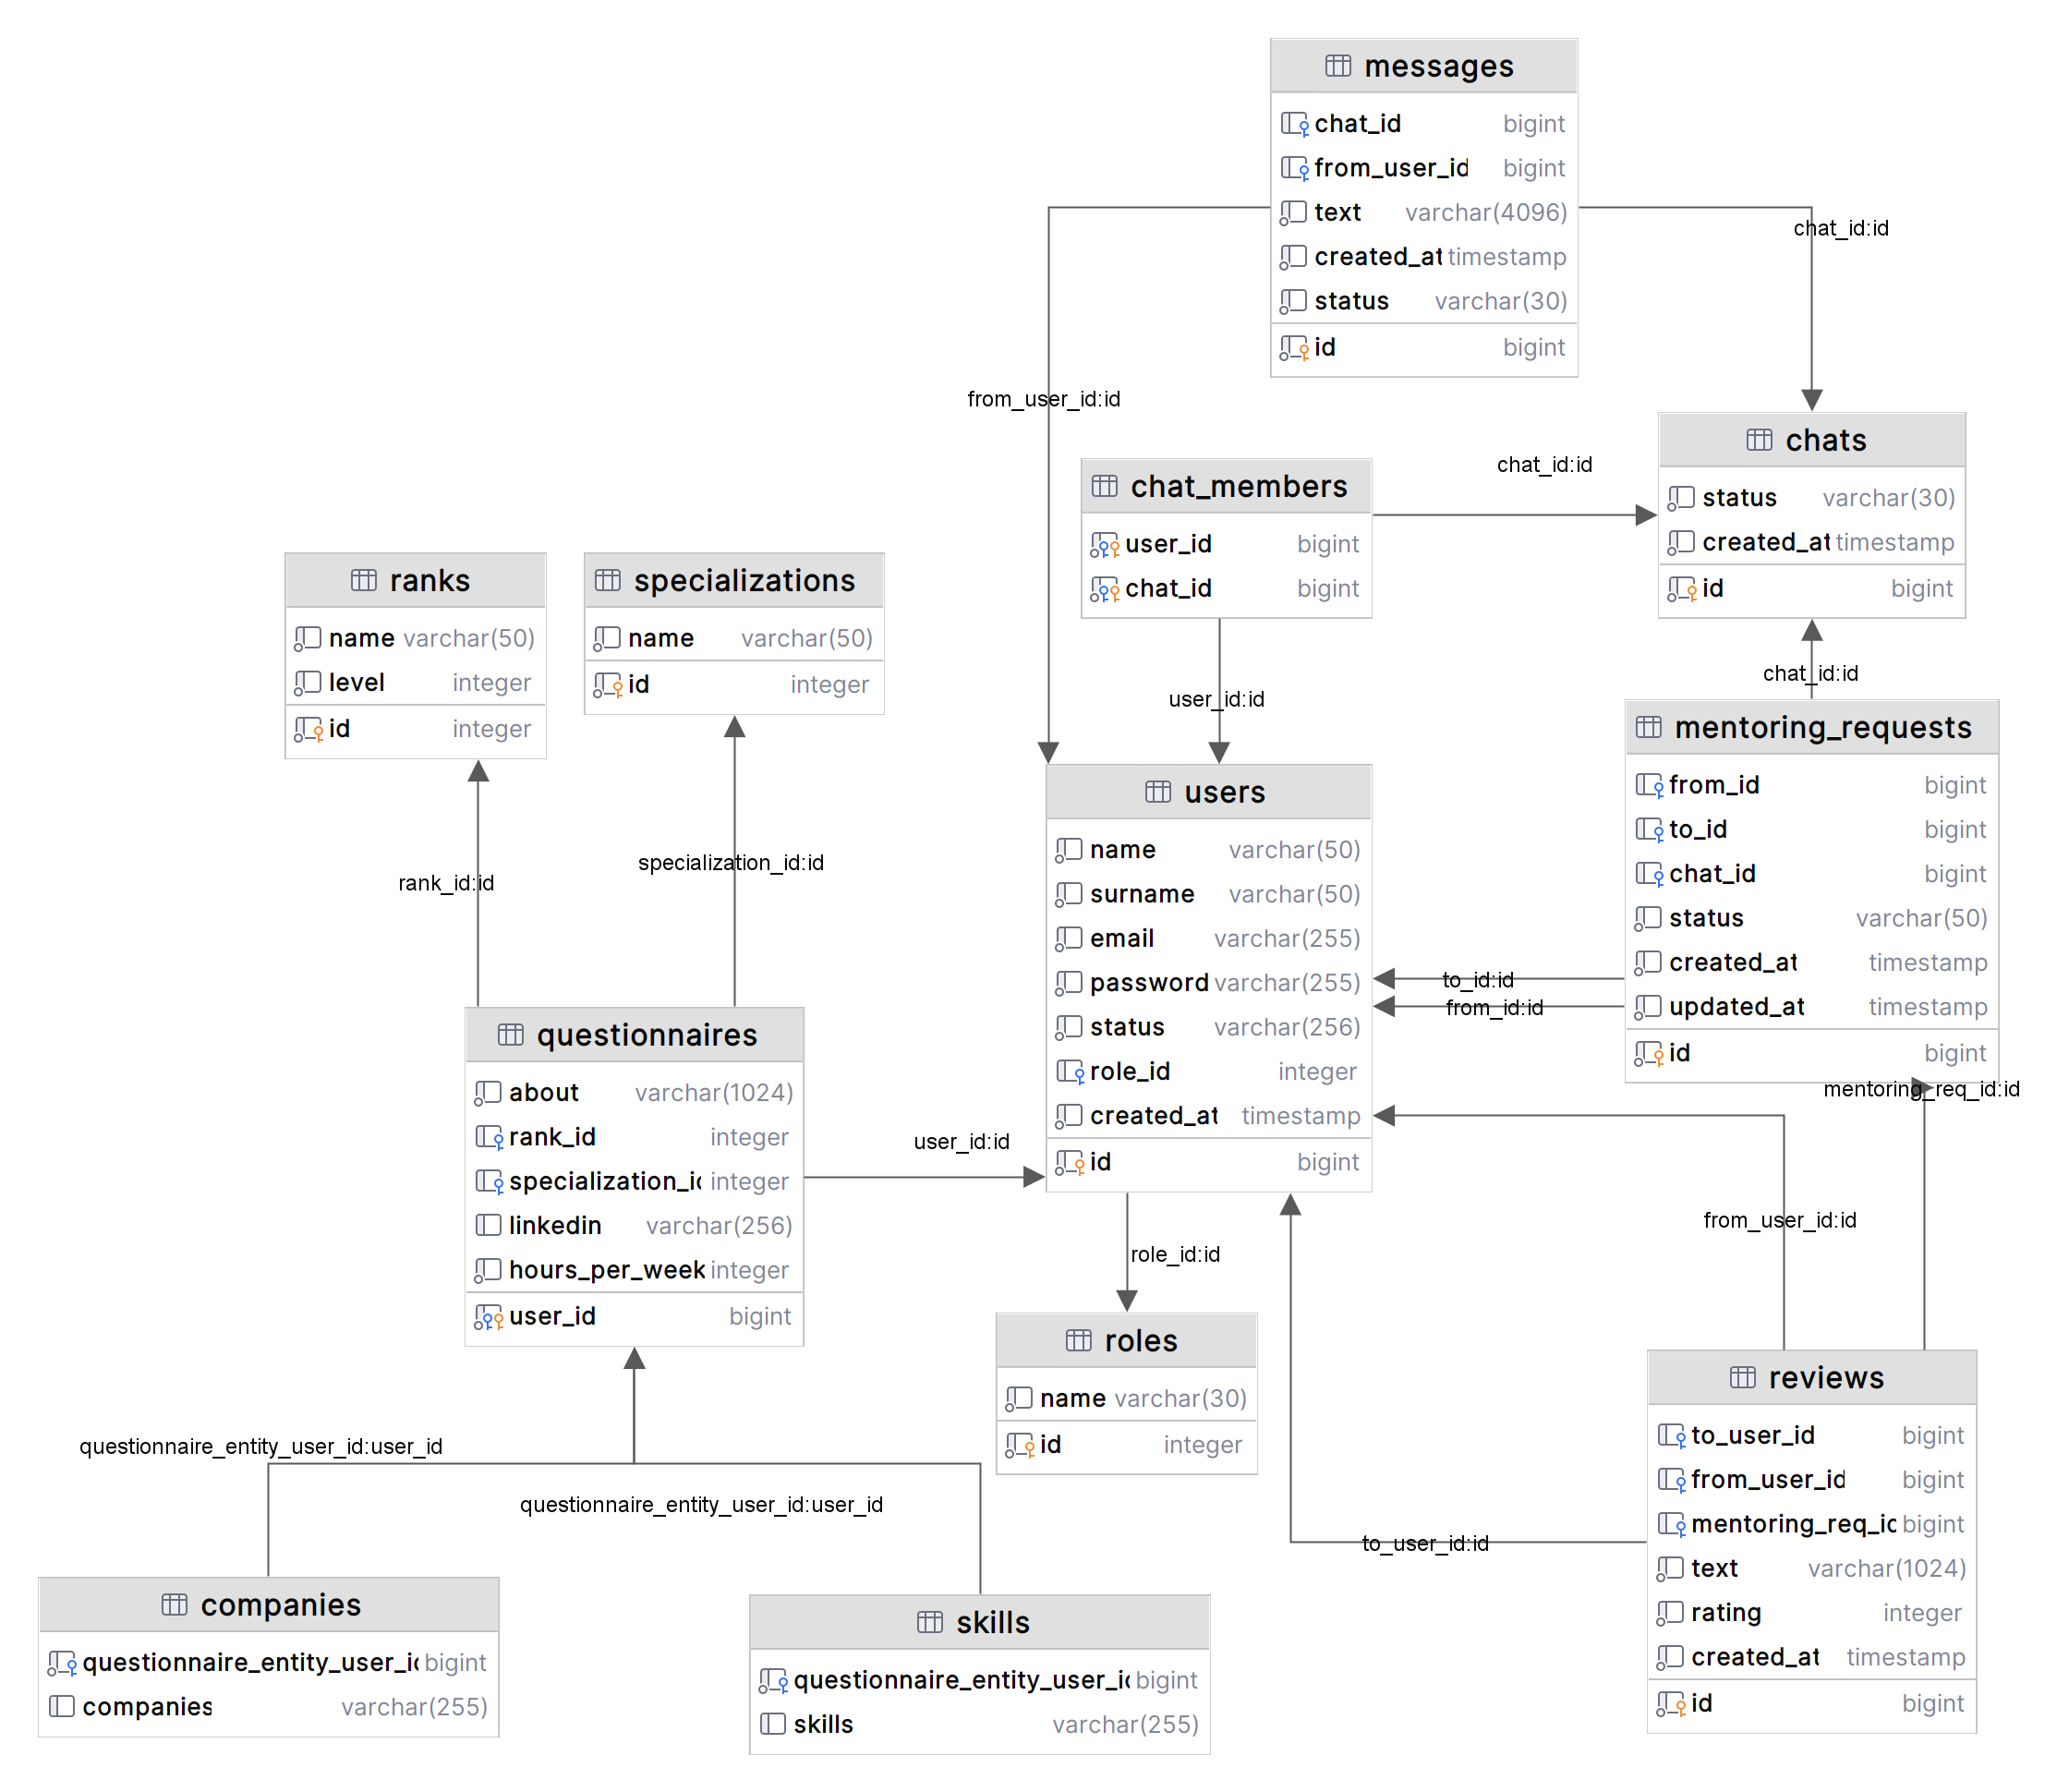 messages
chat_id bigint
from_user_id bigint
text varchar(4096)
created_at timestamp
status varchar(30)
id bigint
chat_id:id
from_user_id:id
chats
status varchar(30)
created_at timestamp
id bigint
chat_id:id
chat_members
user_id bigint
chat_id bigint
user_id:id
chat_id:id
ranks
name varchar(50)
level integer
id integer
specializations
name varchar(50)
id integer
rank_id:id
specialization_id:id
users
name varchar(50)
surname varchar(50)
email varchar(255)
password varchar(255)
status varchar(256)
role_id integer
created_at timestamp
id bigint
mentoring_requests
from_id bigint
to_id bigint
chat_id bigint
status varchar(50)
created_at timestamp
updated_at timestamp
id bigint
to_id:id
from_id:id
mentoring_req_id:id
questionnaires
about varchar(1024)
rank_id integer
specialization_ic integer
linkedin varchar(256)
hours_per_week integer
user_id bigint
user_id:id
role_id:id
from_user_id:id
roles
name varchar(30)
id integer
reviews
to_user_id bigint
from_user_id bigint
mentoring_req_ic bigint
text varchar(1024)
rating integer
created_at timestamp
id bigint
to_user_id:id
questionnaire_entity_user_id:user_id
questionnaire_entity_user_id:user_id
companies
questionnaire_entity_user_ic bigint
companies varchar(255)
skills
questionnaire_entity_user_ic bigint
skills varchar(255)